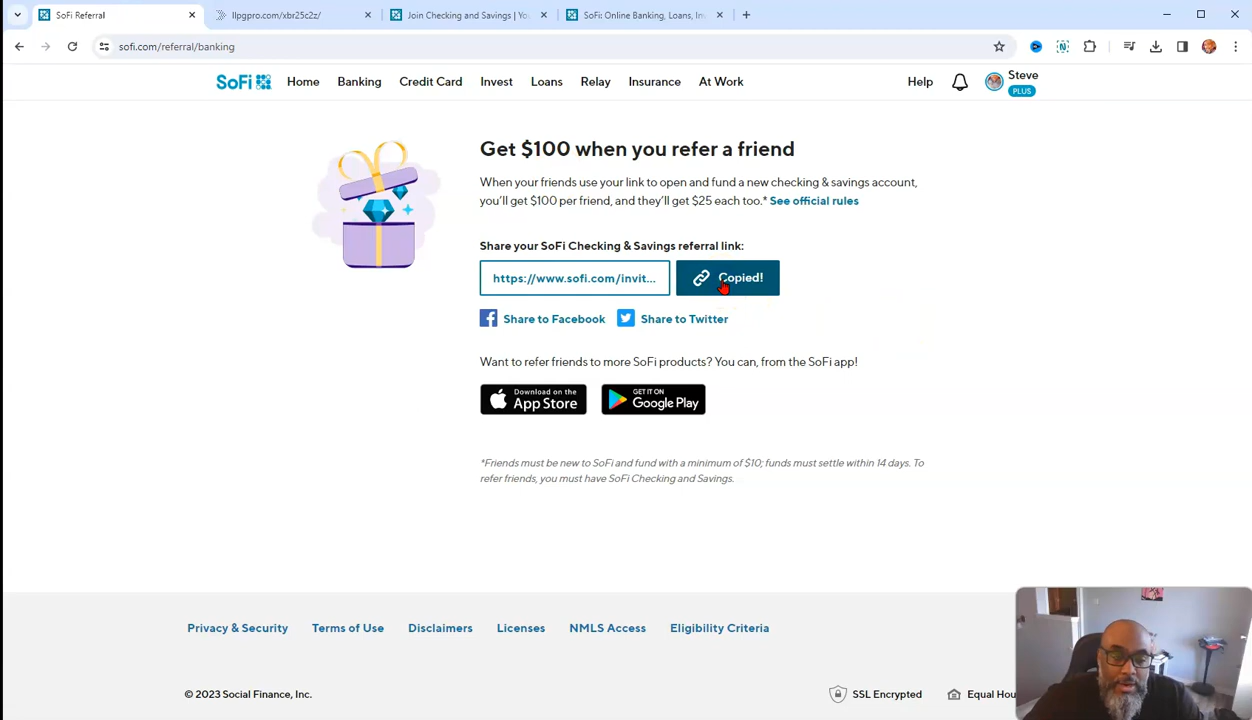 SoFi Referral
llpgpro.com/xbr25c2z/
Join Checking and Savings | Yo
SoFi: Online Banking, Loans, In
sofi.com/referral/banking
SoFi
Home
Banking
Credit Card
Invest
Loans
Relay
Insurance
At Work
Help
Steve
PLUS
Get $100 when you refer a friend
When your friends use your link to open and fund a new checking & savings account,
you'll get $100 per friend, and they'll get $25 each too.* See official rules
Share your SoFi Checking & Savings referral link:
https://www.sofi.com/invit...
Copied!
Share to Facebook
Share to Twitter
Want to refer friends to more SoFi products? You can, from the SoFi app!
Download on the
App Store
GET IT ON
Google Play
*Friends must be new to SoFi and fund with a minimum of $10; funds must settle within 14 days. To
refer friends, you must have SoFi Checking and Savings.
Privacy & Security
Terms of Use
Disclaimers
Licenses
NMLS Access
Eligibility Criteria
© 2023 Social Finance, Inc.
SSL Encrypted
Equal Hou